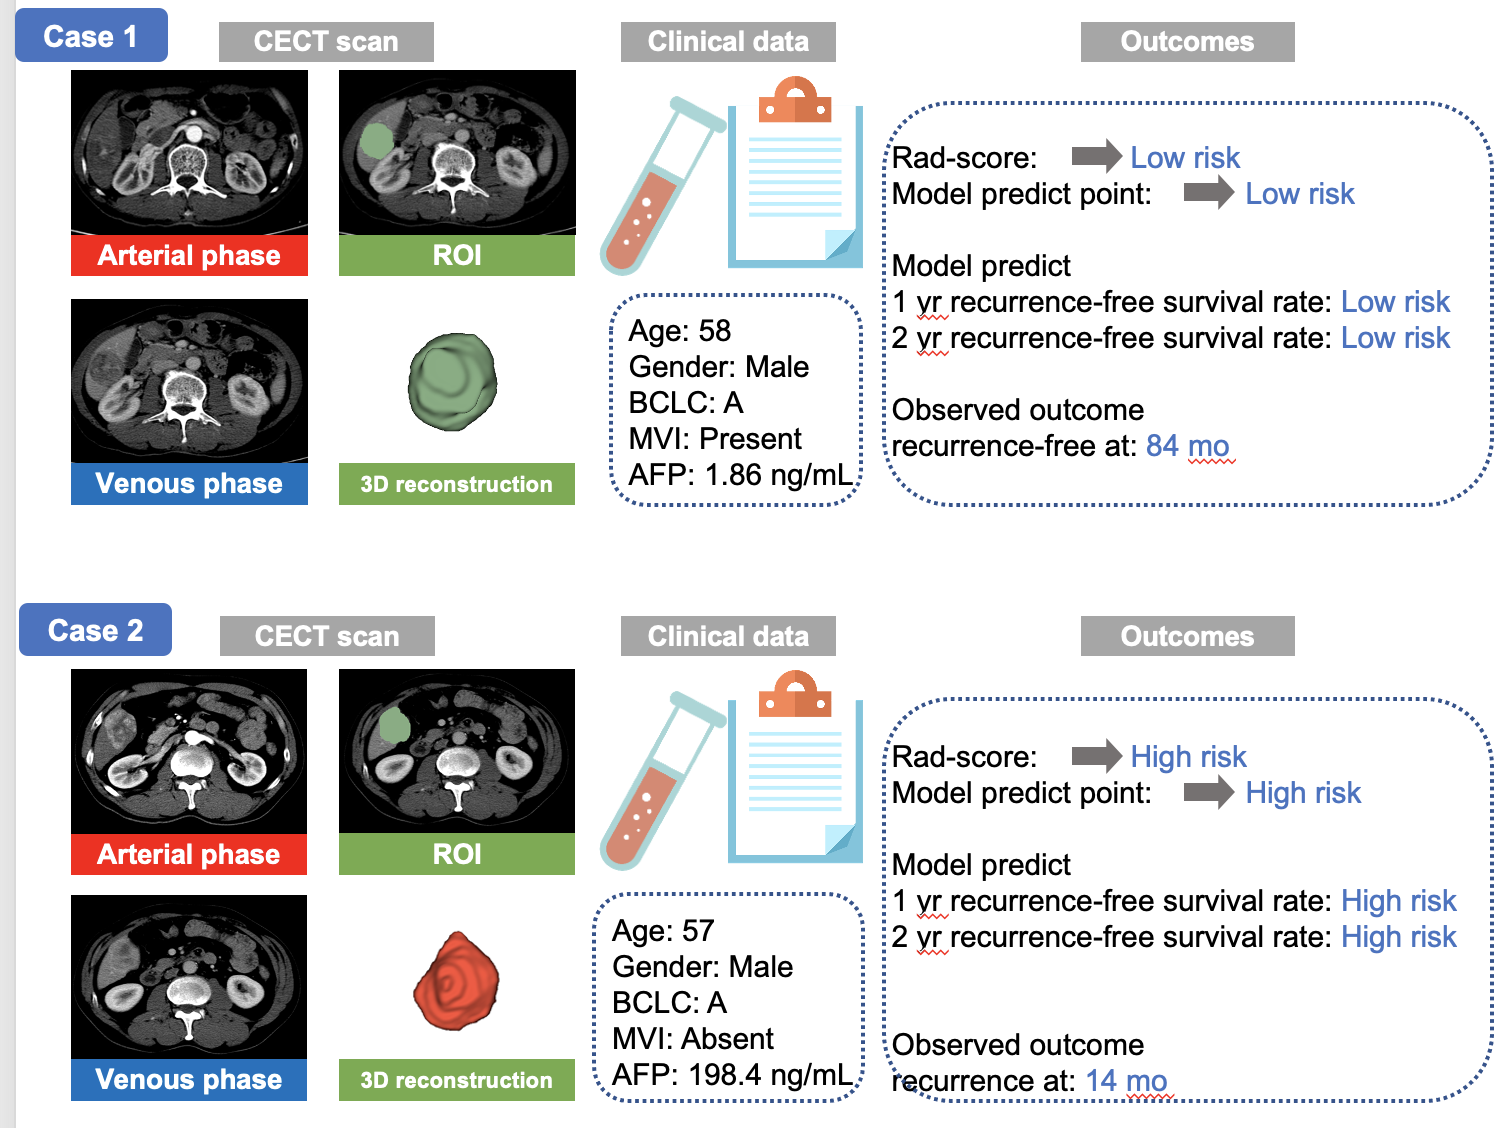 Case 1
CECT scan
Clinical data
Outcomes
Arterial phase
ROI
Venous phase
3D reconstruction
Age: 58
Gender: Male
BCLC: A
MVI: Present
AFP: 1.86 ng/mL
Rad-score: Low risk
Model predict point: Low risk
Model predict
1 yr recurrence-free survival rate: Low risk
2 yr recurrence-free survival rate: Low risk
Observed outcome
recurrence-free at: 84 mo
Case 2
CECT scan
Clinical data
Outcomes
Arterial phase
ROI
Venous phase
3D reconstruction
Age: 57
Gender: Male
BCLC: A
MVI: Absent
AFP: 198.4 ng/mL
Rad-score: High risk
Model predict point: High risk
Model predict
1 yr recurrence-free survival rate: High risk
2 yr recurrence-free survival rate: High risk
Observed outcome
recurrence at: 14 mo